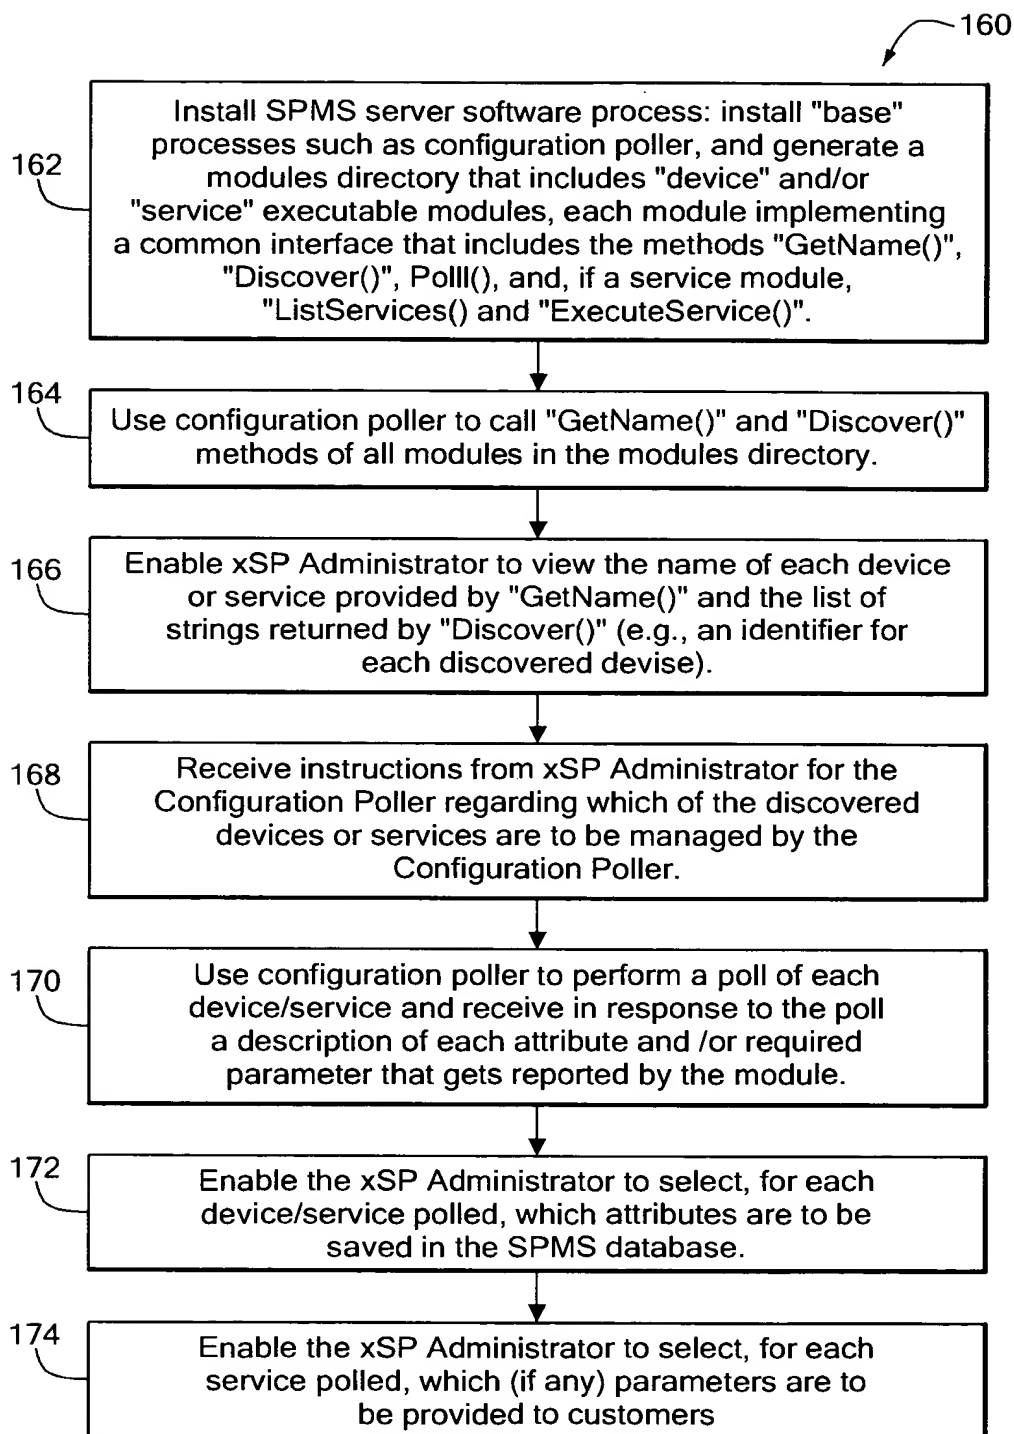 160
162
Install SPMS server software process: install "base"
processes such as configuration poller, and generate a
modules directory that includes "device" and/or
"service" executable modules, each module implementing
a common interface that includes the methods "GetName()",
"Discover()", Polll(), and, if a service module,
"ListServices() and "ExecuteService()".
164
Use configuration poller to call "GetName()" and "Discover()"
methods of all modules in the modules directory.
166
Enable xSP Administrator to view the name of each device
or service provided by "GetName()" and the list of
strings returned by "Discover()" (e.g., an identifier for
each discovered devise).
168
Receive instructions from xSP Administrator for the
Configuration Poller regarding which of the discovered
devices or services are to be managed by the
Configuration Poller.
170
Use configuration poller to perform a poll of each
device/service and receive in response to the poll
a description of each attribute and /or required
parameter that gets reported by the module.
172
Enable the xSP Administrator to select, for each
device/service polled, which attributes are to be
saved in the SPMS database.
174
Enable the xSP Administrator to select, for each
service polled, which (if any) parameters are to
be provided to customers